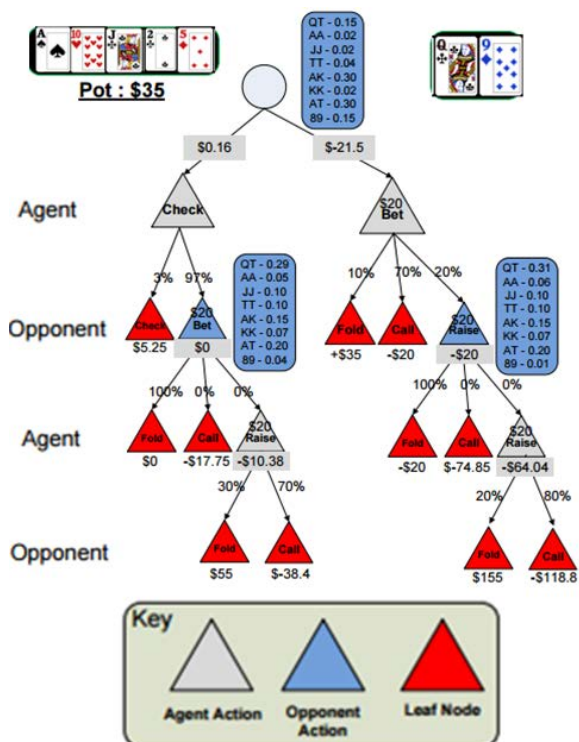 A 10 J 2 5
Pot : $35
Q 9
QT - 0.15
AA - 0.02
JJ - 0.02
TT - 0.04
AK - 0.30
KK - 0.02
AT - 0.30
89 - 0.15
$0.16 $-21.5
Agent
Check
$20
Bet
3% 97%
QT - 0.29
AA - 0.05
JJ - 0.10
TT - 0.10
AK - 0.15
KK - 0.07
AT - 0.20
89 - 0.04
10% 70% 20%
QT - 0.31
AA - 0.06
JJ - 0.10
TT - 0.10
AK - 0.15
KK - 0.07
AT - 0.20
89 - 0.01
Opponent
Check
$5.25
$20
Bet
$0
Fold
+$35
Call
-$20
$20
Raise
-$20
100% 0% 0%
100% 0% 0%
Agent
Fold
$0
Call
-$17.75
$20
Raise
-$10.38
Fold
-$20
Call
$-74.85
$20
Raise
-$64.04
30% 70%
20% 80%
Opponent
Fold
$55
Call
$-38.4
Fold
$155
Call
-$118.8
Key
Agent Action
Opponent
Action
Leaf Node